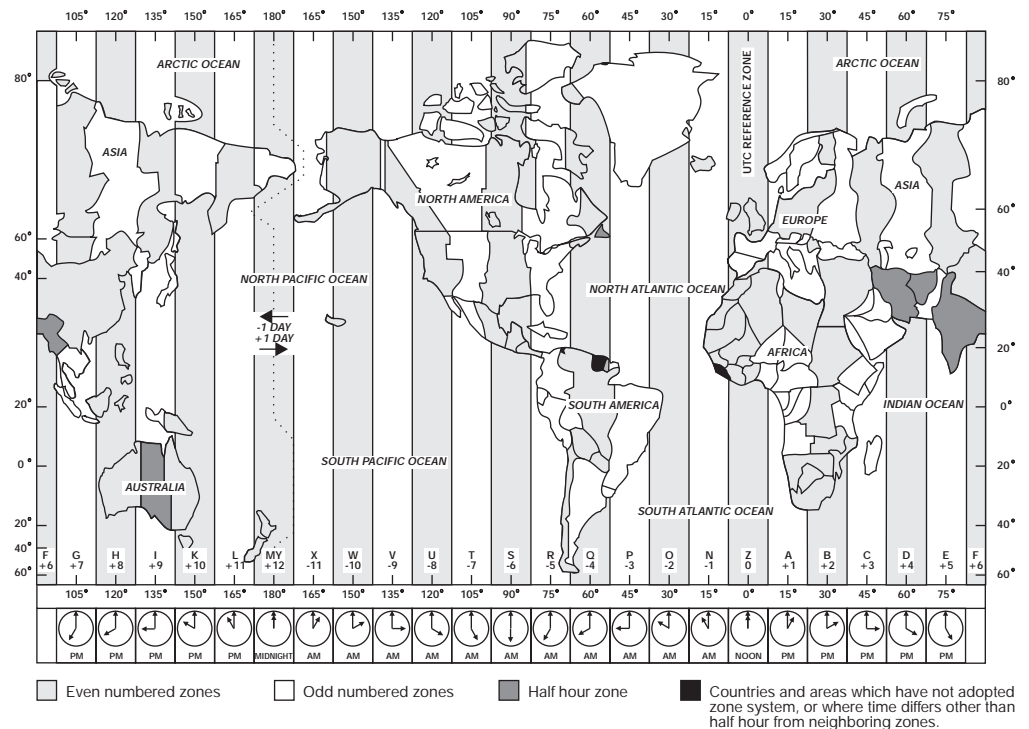 105° 120° 135° 150° 165° 180° 165° 150° 135° 120° 105° 90° 75° 60° 45° 30° 15° 0° 15° 30° 45° 60° 75°
ARCTIC OCEAN
ARCTIC OCEAN
UTC REFERENCE ZONE
80°
80°
ASIA
ASIA
NORTH AMERICA
EUROPE
60°
60°
40°
40°
NORTH PACIFIC OCEAN
NORTH ATLANTIC OCEAN
-1 DAY
+1 DAY
20°
AFRICA
20°
0°
SOUTH AMERICA
INDIAN OCEAN
0°
SOUTH PACIFIC OCEAN
20°
AUSTRALIA
SOUTH ATLANTIC OCEAN
20°
40°
40°
60°
60°
F G H I K L MY X W V U T S R Q P O N Z A B C D E F
+6 +7 +8 +9 +10 +11 +12 -11 -10 -9 -8 -7 -6 -5 -4 -3 -2 -1 0 +1 +2 +3 +4 +5 +6
105° 120° 135° 150° 165° 180° 165° 150° 135° 120° 105° 90° 75° 60° 45° 30° 15° 0° 15° 30° 45° 60° 75°
PM PM PM PM PM MIDNIGHT AM AM AM AM AM AM AM AM AM AM AM NOON PM PM PM PM PM
Even numbered zones
Odd numbered zones
Half hour zone
Countries and areas which have not adopted
zone system, or where time differs other than
half hour from neighboring zones.